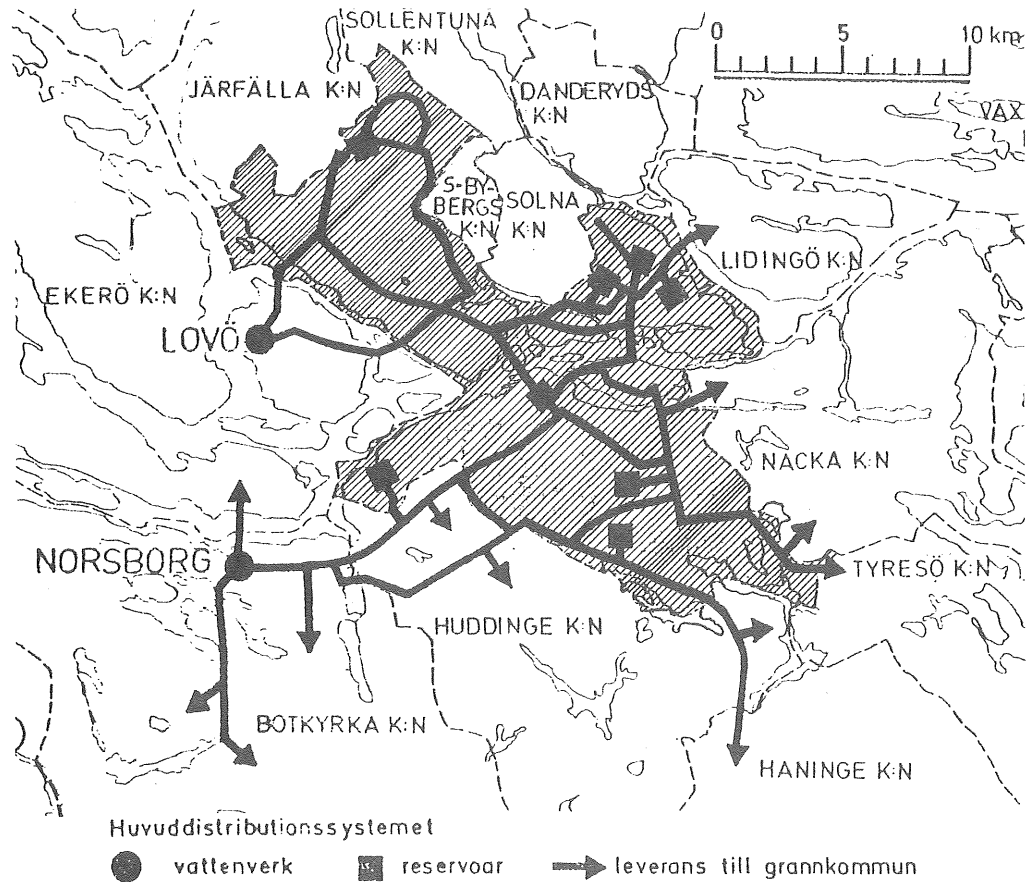 SOLLENTUNA
K:N
0 5 10 km
JÄRFÄLLA K:N
DANDERYDS
K:N
VAX
S-BY-
BERGS
K:N
SOLNA
K:N
LIDINGÖ K:N
EKERÖ K:N
LOVÖ
NACKA K:N
NORSBORG
TYRESÖ K:N
HUDDINGE K:N
BOTKYRKA K:N
HANINGE K:N
Huvuddistributionssystemet
vattenverk reservoar leverans till grannkommun